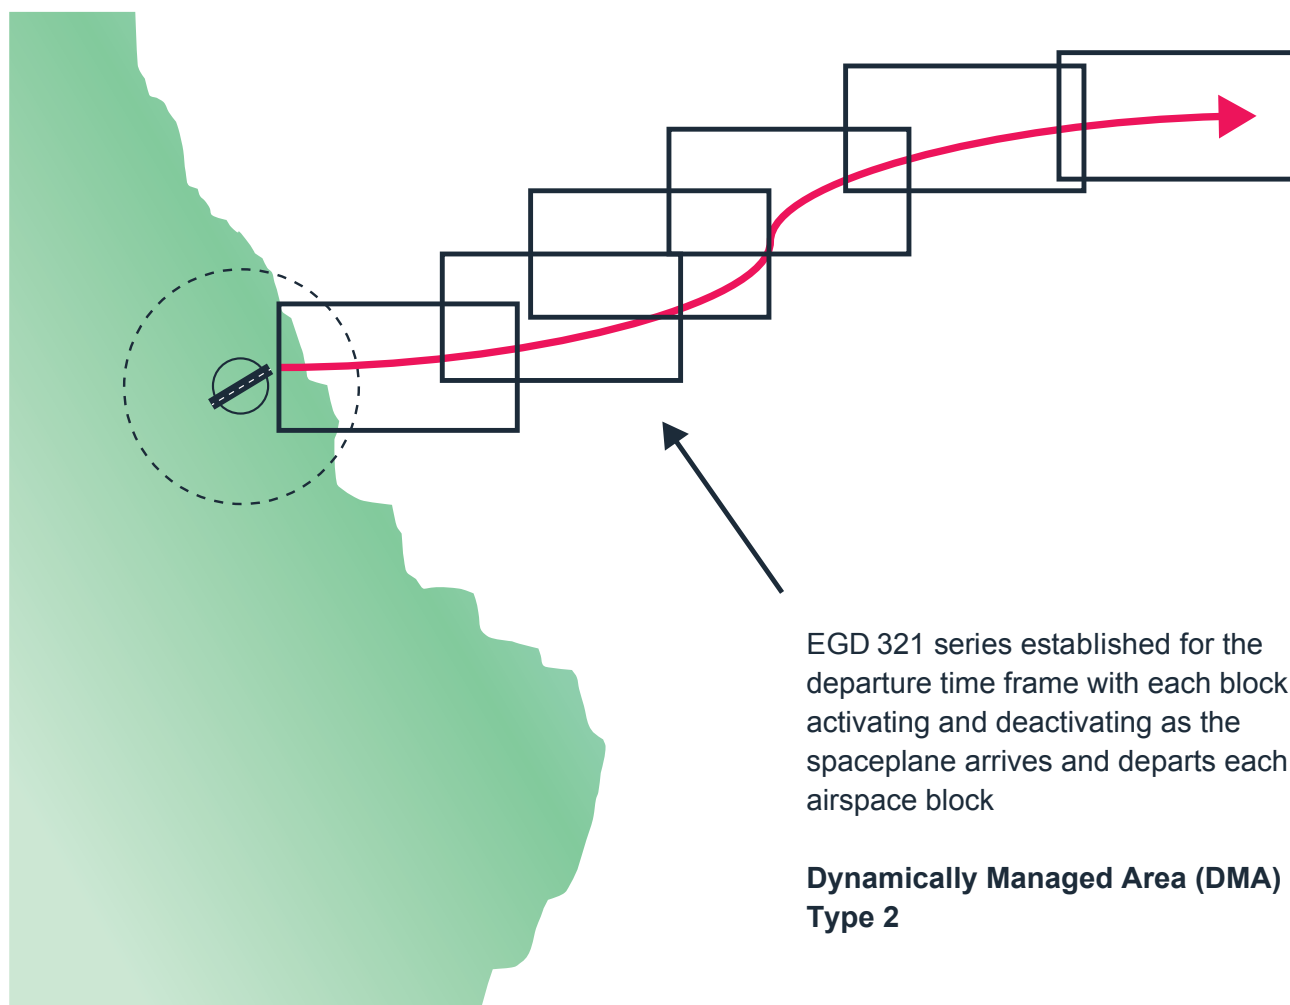 EGD 321 series established for the
departure time frame with each block
activating and deactivating as the
spaceplane arrives and departs each
airspace block
Dynamically Managed Area (DMA)
Type 2